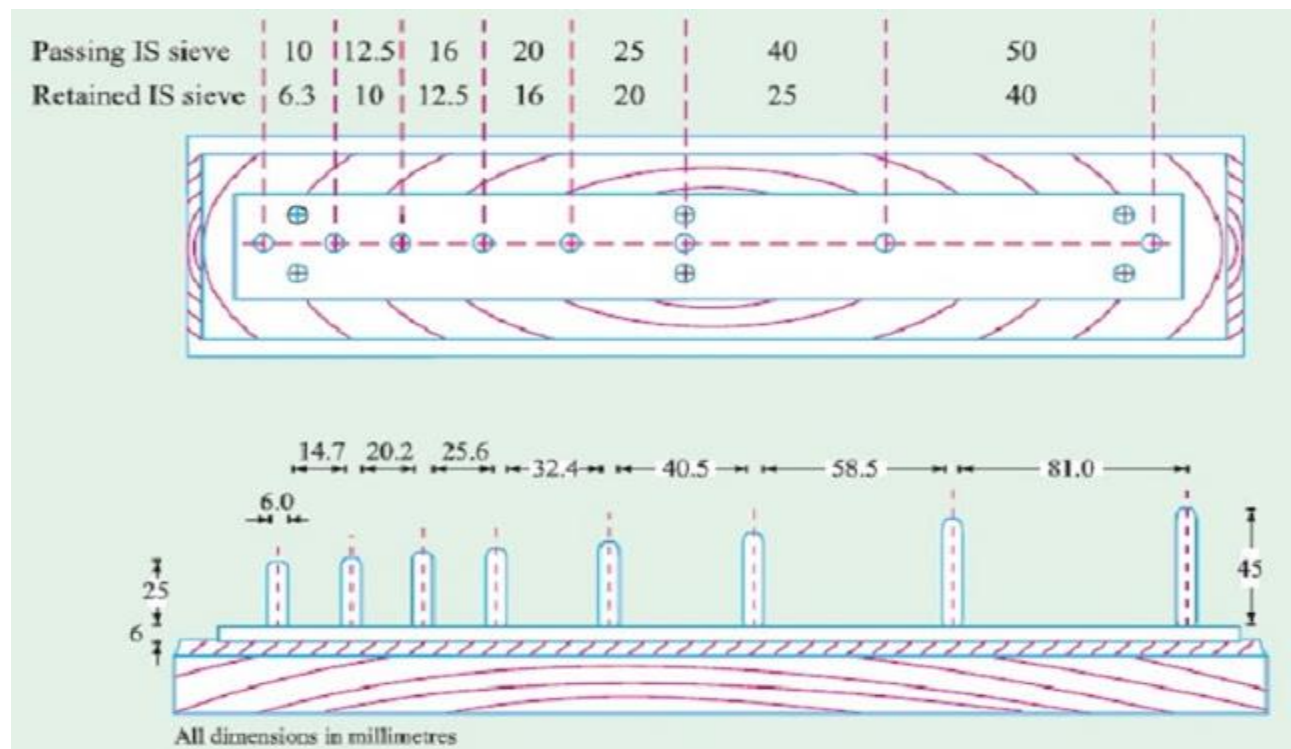 Passing IS sieve 10 12.5 16 20 25 40 50
Retained IS sieve 6.3 10 12.5 16 20 25 40
14.7 20.2 25.6 32.4 40.5 58.5 81.0
6.0
25
45
6
All dimensions in millimetres